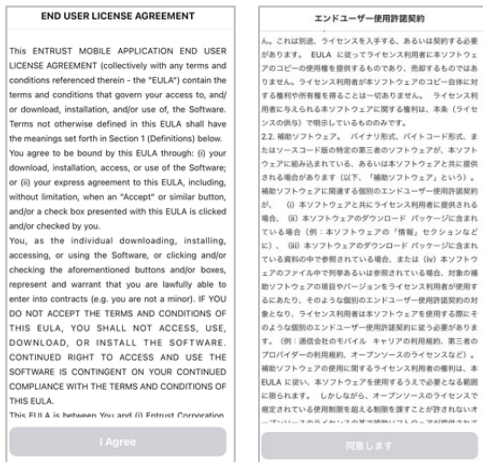 END USER LICENSE AGREEMENT
This ENTRUST MOBILE APPLICATION END USER
LICENSE AGREEMENT (collectively with any terms and
conditions referenced therein - the "EULA") contain the
terms and conditions that govern your access to, and/
or download, installation, and/or use of, the Software.
Terms not otherwise defined in this EULA shall have
the meanings set forth in Section 1 (Definitions) below.
You agree to be bound by this EULA through: (i) your
download, installation, access, or use of the Software;
or (ii) your express agreement to this EULA, including,
without limitation, when an "Accept" or similar button,
and/or a check box presented with this EULA is clicked
and/or checked by you.
You, as the individual downloading, installing,
accessing, or using the Software, or clicking and/or
checking the aforementioned buttons and/or boxes,
represent and warrant that you are lawfully able to
enter into contracts (e.g. you are not a minor). IF YOU
DO NOT ACCEPT THE TERMS AND CONDITIONS OF
THIS EULA, YOU SHALL NOT ACCESS, USE,
DOWNLOAD, OR INSTALL THE SOFTWARE.
CONTINUED RIGHT TO ACCESS AND USE THE
SOFTWARE IS CONTINGENT ON YOUR CONTINUED
COMPLIANCE WITH THE TERMS AND CONDITIONS OF
THIS EULA.
This EULA is between You and (i) Entrust Corporation,
I Agree
エンドユーザー使用許諾契約
ん。これは別途、ライセンスを入手する、あるいは契約する必要
があります。 EULA に従ってライセンス利用者に本ソフトウェ
アのコピーの使用権を提供するものであり、売却するものではあ
りません。ライセンス利用者が本ソフトウェアのコピー自体に対
する権利や所有権を得ることは一切ありません。 ライセンス利
用者に与えられる本ソフトウェアに関する権利は、本条（ライセ
ンスの供与）で明示しているもののみです。
2.2. 補助ソフトウェア。 バイナリ形式、バイトコード形式、ま
たはソースコード版の特定の第三者のソフトウェアが、本ソフト
ウェアに組み込まれている、あるいは本ソフトウェアと共に提供
される場合があります（以下、「補助ソフトウェア」という）。
補助ソフトウェアに関連する個別のエンドユーザー使用許諾契約
が、 (i) 本ソフトウェアと共にライセンス利用者に提供される
場合、 (ii) 本ソフトウェアのダウンロード パッケージに含まれ
ている場合（例：本ソフトウェアの「情報」セクションなど
に）、 (iii) 本ソフトウェアのダウンロード パッケージに含まれ
ている資料の中で参照されている場合、または (iv) 本ソフトウ
ェアのファイル中で列挙あるいは参照されている場合、対象の補
助ソフトウェアの項目やバージョンをライセンス利用者が使用す
るにあたり、そのような個別のエンドユーザー使用許諾契約の対
象となり、ライセンス利用者は本ソフトウェアを使用する際にそ
のような個別のエンドユーザー使用許諾契約に従う必要がありま
す。（例：通信会社のモバイル キャリアの利用規約、第三者の
プロバイダーの利用規約、オープンソースのライセンスなど）。
補助ソフトウェアの使用に関するライセンス利用者の権利は、本
EULA に従い、本ソフトウェアを使用するうえで必要となる範囲
に限られます。 しかしながら、オープンソースのライセンスで
規定されている使用制限を超える制限を課すことが許されないオ
同意します